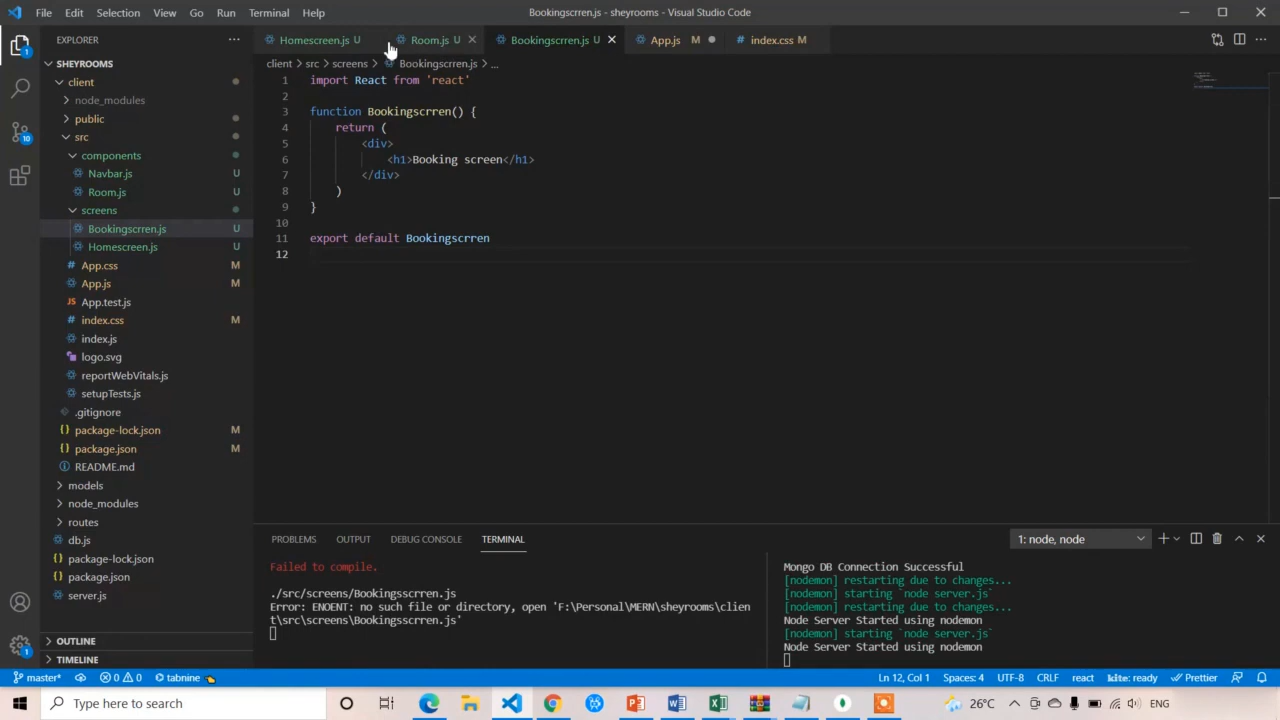 File Edit Selection View Go Run Terminal Help
Bookingscrren.js - sheyrooms - Visual Studio Code
EXPLORER
Homescreen.js U
Room.js U
Bookingscrren.js U
App.js M
index.css M
client > src > screens > Bookingscrren.js > ...
SHEYROOMS
client
node_modules
public
src
components
Navbar.js U
Room.js U
screens
Bookingscrren.js U
Homescreen.js U
App.css M
App.js M
App.test.js
index.css M
index.js
logo.svg
reportWebVitals.js
setupTests.js
.gitignore
package-lock.json M
package.json M
README.md
models
node_modules
routes
db.js
package-lock.json
package.json
server.js
OUTLINE
TIMELINE
1 import React from 'react'
2
3 function Bookingscrren() {
4 return (
5 <div>
6 <h1>Booking screen</h1>
7 </div>
8 )
9 }
10
11 export default Bookingscrren
12
PROBLEMS OUTPUT DEBUG CONSOLE TERMINAL
1: node, node
Failed to compile.
./src/screens/Bookingsscrren.js
Error: ENOENT: no such file or directory, open 'F:\Personal\MERN\sheyrooms\clien
t\src\screens\Bookingsscrren.js'
Mongo DB Connection Successful
[nodemon] restarting due to changes...
[nodemon] starting `node server.js`
[nodemon] restarting due to changes...
Node Server Started using nodemon
[nodemon] starting `node server.js`
Node Server Started using nodemon
1
10
1
master* 0 0 tabnine
Ln 12, Col 1 Spaces: 4 UTF-8 CRLF react kite: ready Prettier
Type here to search
26°C
ENG